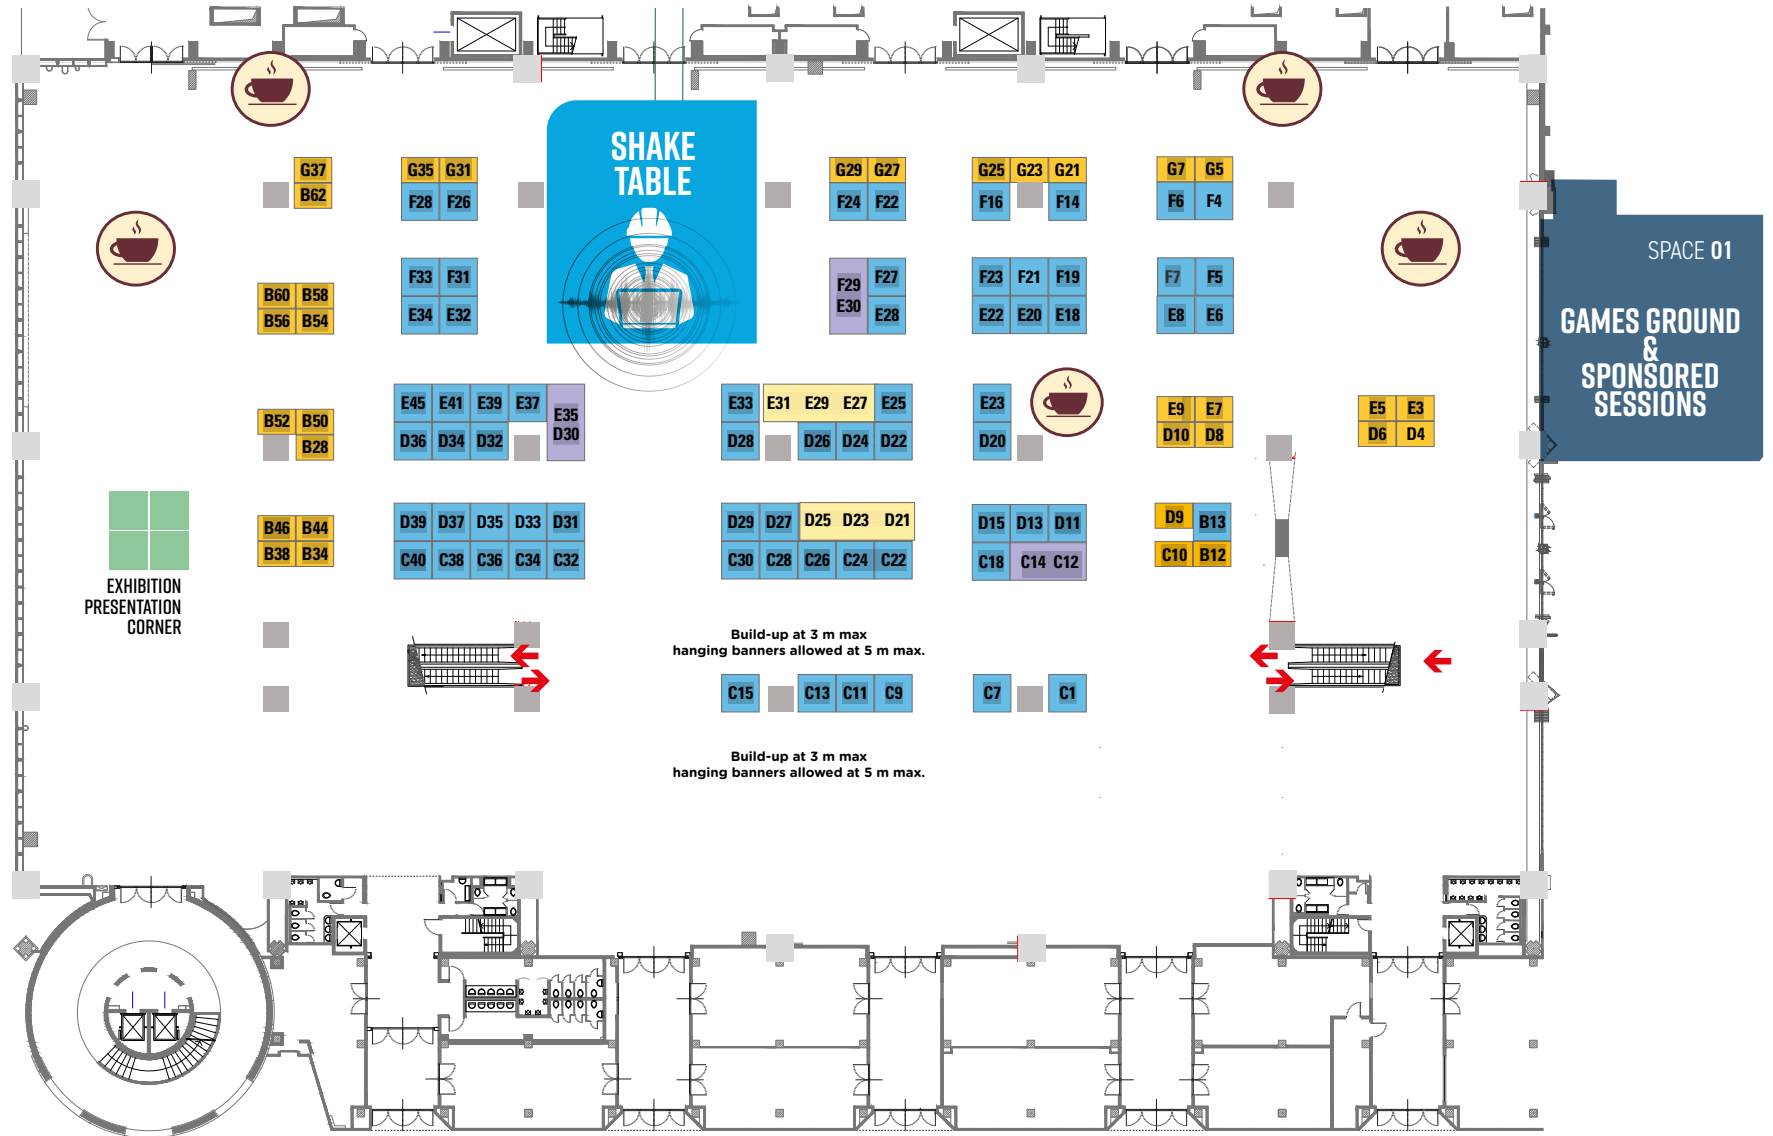 SHAKE
TABLE
G37
B62
G35 G31
F28 F26
G29 G27
F24 F22
G25 G23 G21
F16 F14
G7 G5
F6 F4
SPACE 01
GAMES GROUND
&
SPONSORED
SESSIONS
B60 B58
B56 B54
F33 F31
E34 E32
F29
E30
F27
E28
F23 F21 F19
E22 E20 E18
F7 F5
E8 E6
B52 B50
B28
E45 E41 E39 E37
D36 D34 D32
E35
D30
E33 E31 E29 E27 E25
D28 D26 D24 D22
E23
D20
E9 E7
D10 D8
E5 E3
D6 D4
B46 B44
B38 B34
D39 D37 D35 D33 D31
C40 C38 C36 C34 C32
D29 D27 D25 D23 D21
C30 C28 C26 C24 C22
D15 D13 D11
C18 C14 C12
D9 B13
C10 B12
EXHIBITION
PRESENTATION
CORNER
Build-up at 3 m max
hanging banners allowed at 5 m max.
C15 C13 C11 C9
C7 C1
Build-up at 3 m max
hanging banners allowed at 5 m max.